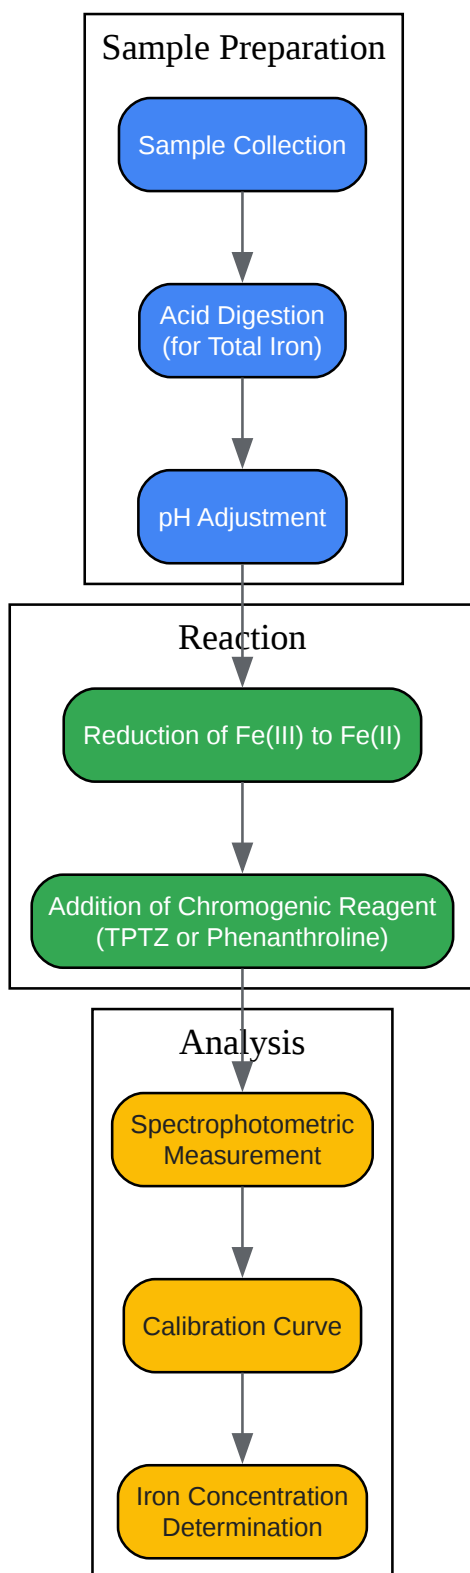 Sample Preparation
Sample Collection
Acid Digestion
(for Total Iron)
pH Adjustment
Reaction
Reduction of Fe(III) to Fe(II)
Addition of Chromogenic Reagent
(TPTZ or Phenanthroline)
Analysis
Spectrophotometric
Measurement
Calibration Curve
Iron Concentration
Determination